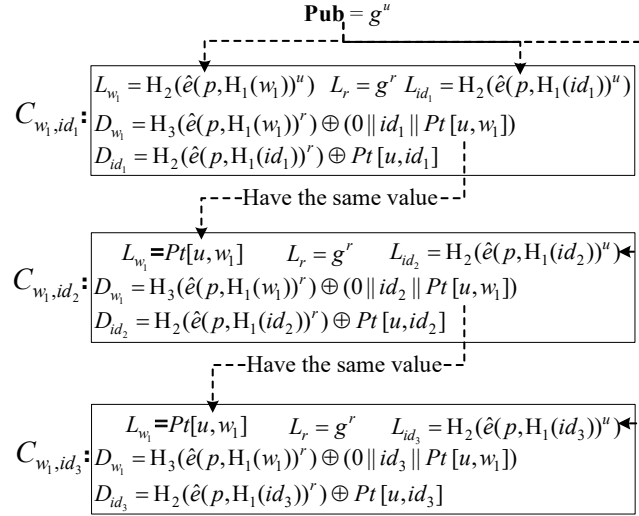 Pub = g^u
L_{w_1} = H_2(ê(p, H_1(w_1))^u) L_r = g^r L_{id_1} = H_2(ê(p, H_1(id_1))^u)
C_{w_1,id_1}: D_{w_1} = H_3(ê(p, H_1(w_1))^r) ⊕ (0 || id_1 || Pt[u, w_1])
D_{id_1} = H_2(ê(p, H_1(id_1))^r) ⊕ Pt[u, id_1]
Have the same value
L_{w_1} = Pt[u, w_1] L_r = g^r L_{id_2} = H_2(ê(p, H_1(id_2))^u)
C_{w_1,id_2}: D_{w_1} = H_3(ê(p, H_1(w_1))^r) ⊕ (0 || id_2 || Pt[u, w_1])
D_{id_2} = H_2(ê(p, H_1(id_2))^r) ⊕ Pt[u, id_2]
Have the same value
L_{w_1} = Pt[u, w_1] L_r = g^r L_{id_3} = H_2(ê(p, H_1(id_3))^u)
C_{w_1,id_3}: D_{w_1} = H_3(ê(p, H_1(w_1))^r) ⊕ (0 || id_3 || Pt[u, w_1])
D_{id_3} = H_2(ê(p, H_1(id_3))^r) ⊕ Pt[u, id_3]